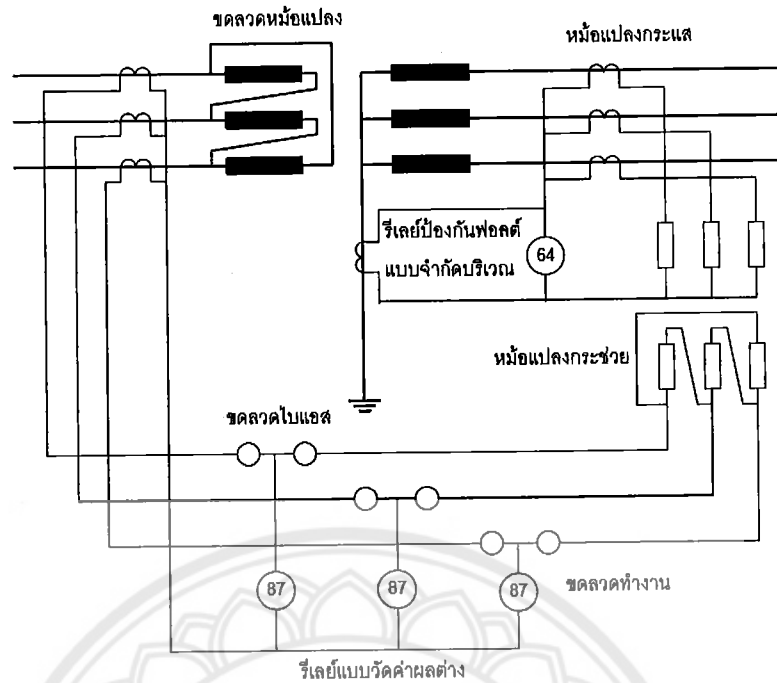 ขดลวดหม้อแปลง
หม้อแปลงกระแส
รีเลย์ป้องกันฟอลต์
แบบจำกัดบริเวณ
64
หม้อแปลงกระช่วย
ขดลวดไบแอส
87
87
87
ขดลวดทำงาน
รีเลย์แบบวัดค่าผลต่าง